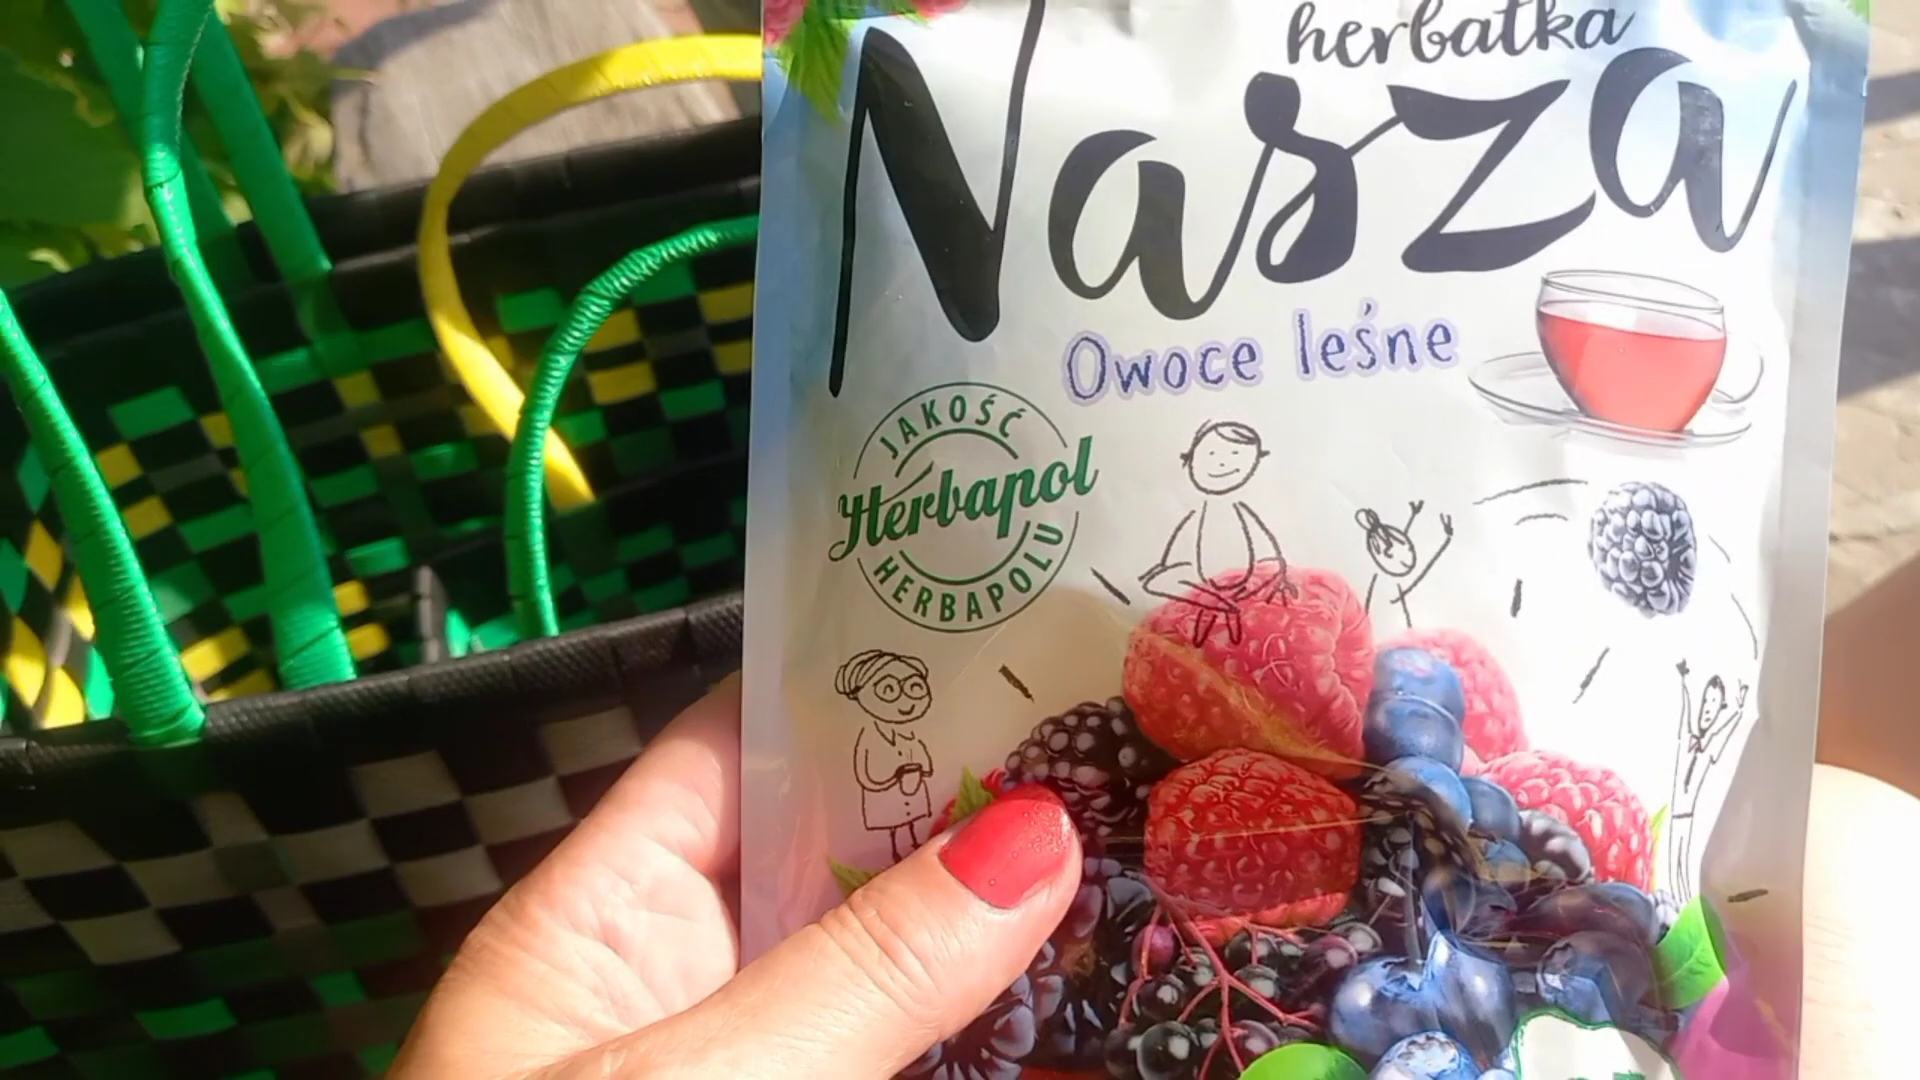 herbatka
Nasza
Owoce leśne
JAKOŚĆ
Herbapol
HERBAPOLU